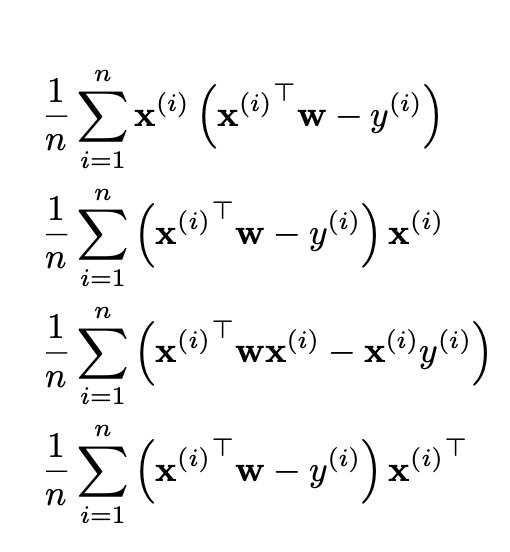 $\frac{1}{n} \sum_{i=1}^{n} \mathbf{x}^{(i)} \left( \mathbf{x}^{(i)^\top} \mathbf{w} - y^{(i)} \right)$
$\frac{1}{n} \sum_{i=1}^{n} \left( \mathbf{x}^{(i)^\top} \mathbf{w} - y^{(i)} \right) \mathbf{x}^{(i)}$
$\frac{1}{n} \sum_{i=1}^{n} \left( \mathbf{x}^{(i)^\top} \mathbf{w} \mathbf{x}^{(i)} - \mathbf{x}^{(i)} y^{(i)} \right)$
$\frac{1}{n} \sum_{i=1}^{n} \left( \mathbf{x}^{(i)^\top} \mathbf{w} - y^{(i)} \right) \mathbf{x}^{(i)^\top}$